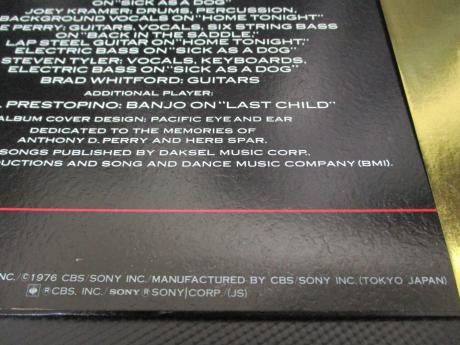 ON "SICK AS A DOG"
JOEY KRAMER: DRUMS, PERCUSSION,
BACKGROUND VOCALS ON "HOME TONIGHT"
PERRY: GUITARS, VOCALS, SIX STRING BASS
ON "BACK IN THE SADDLE,"
LAP STEEL GUITAR ON "HOME TONIGHT,"
ELECTRIC BASS ON "SICK AS A DOG"
STEVEN TYLER: VOCALS, KEYBOARDS,
ELECTRIC BASS ON "SICK AS A DOG"
BRAD WHITFORD: GUITARS
ADDITIONAL PLAYER:
PRESTOPINO: BANJO ON "LAST CHILD"
ALBUM COVER DESIGN: PACIFIC EYE AND EAR
DEDICATED TO THE MEMORIES OF
ANTHONY D. PERRY AND HERB SPAR.
SONGS PUBLISHED BY DAKSEL MUSIC CORP.
DUCTIONS AND SONG AND DANCE MUSIC COMPANY (BMI).
NC./©1976 CBS/SONY INC./MANUFACTURED BY CBS/SONY INC. (TOKYO JAPAN)
® CBS. INC./SONY ® SONY CORP./(JS)